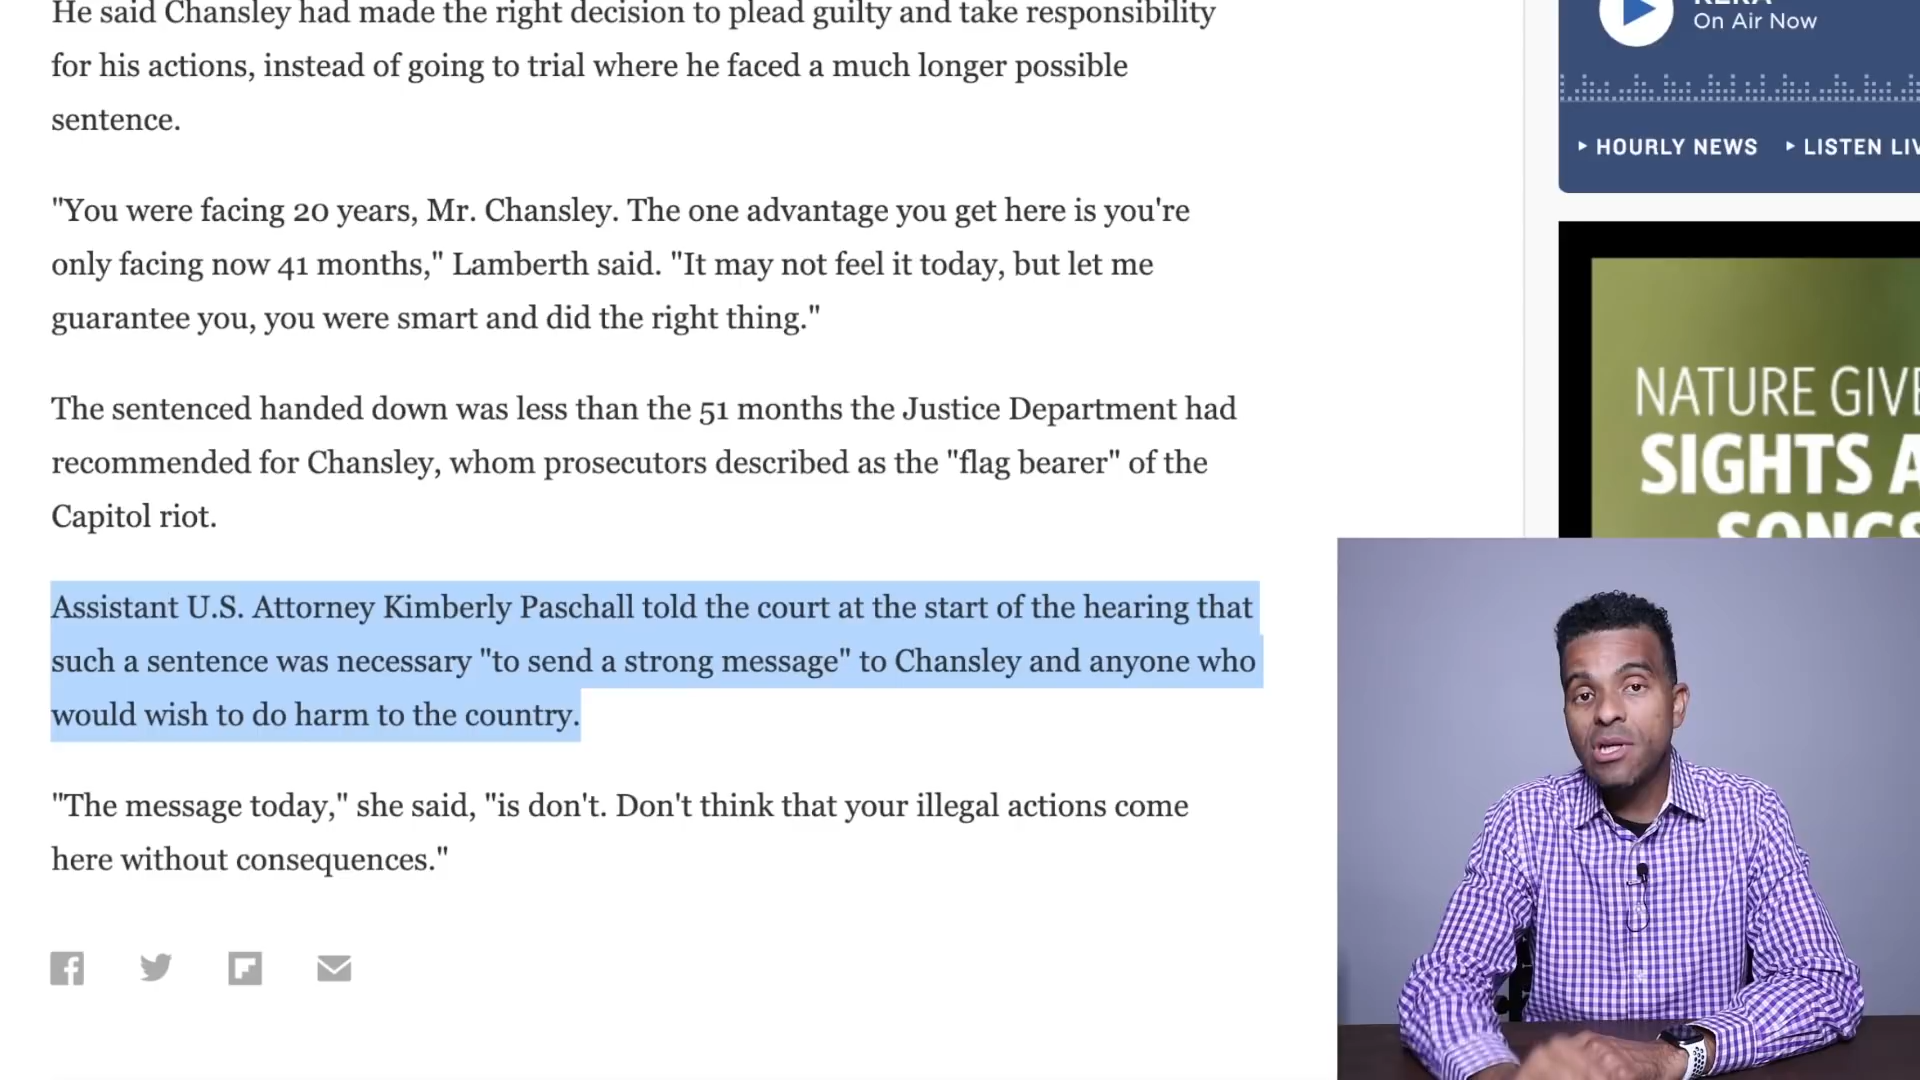 He said Chansley had made the right decision to plead guilty and take responsibility
for his actions, instead of going to trial where he faced a much longer possible
sentence.
"You were facing 20 years, Mr. Chansley. The one advantage you get here is you're
only facing now 41 months," Lamberth said. "It may not feel it today, but let me
guarantee you, you were smart and did the right thing."
The sentenced handed down was less than the 51 months the Justice Department had
recommended for Chansley, whom prosecutors described as the "flag bearer" of the
Capitol riot.
Assistant U.S. Attorney Kimberly Paschall told the court at the start of the hearing that
such a sentence was necessary "to send a strong message" to Chansley and anyone who
would wish to do harm to the country.
"The message today," she said, "is don't. Don't think that your illegal actions come
here without consequences."
On Air Now
HOURLY NEWS
LISTEN LIV
NATURE GIVE
SIGHTS A
SONGS